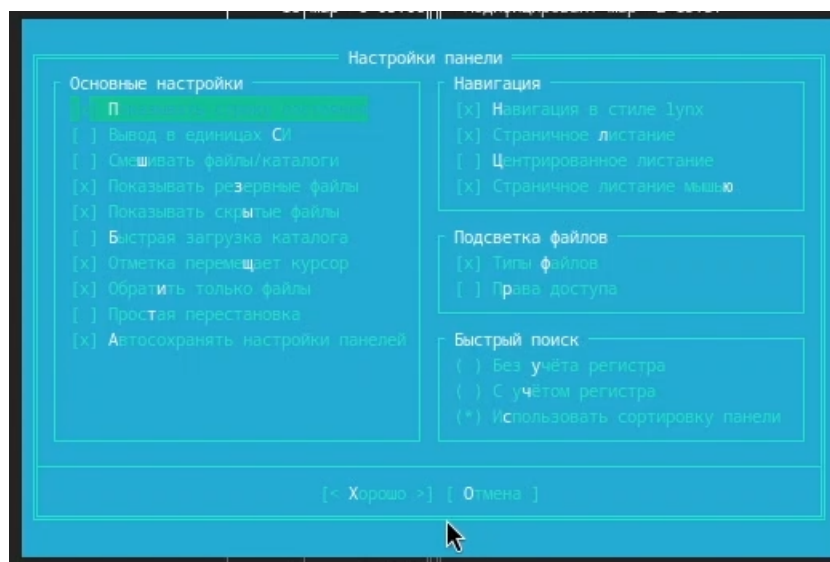 Настройки панели
Основные настройки
[ ] Вывод в единицах СИ
[ ] Смешивать файлы/каталоги
[x] Показывать резервные файлы
[x] Показывать скрытые файлы
[ ] Быстрая загрузка каталога
[x] Отметка перемещает курсор
[x] Обратить только файлы
[ ] Простая перестановка
[x] Автосохранять настройки панелей
Навигация
[x] Навигация в стиле lynx
[x] Страничное листание
[ ] Центрированное листание
[x] Страничное листание мышью
Подсветка файлов
[x] Типы файлов
[ ] Права доступа
Быстрый поиск
( ) Без учёта регистра
( ) С учётом регистра
(*) Использовать сортировку панели
[< Хорошо >] [ Отмена ]